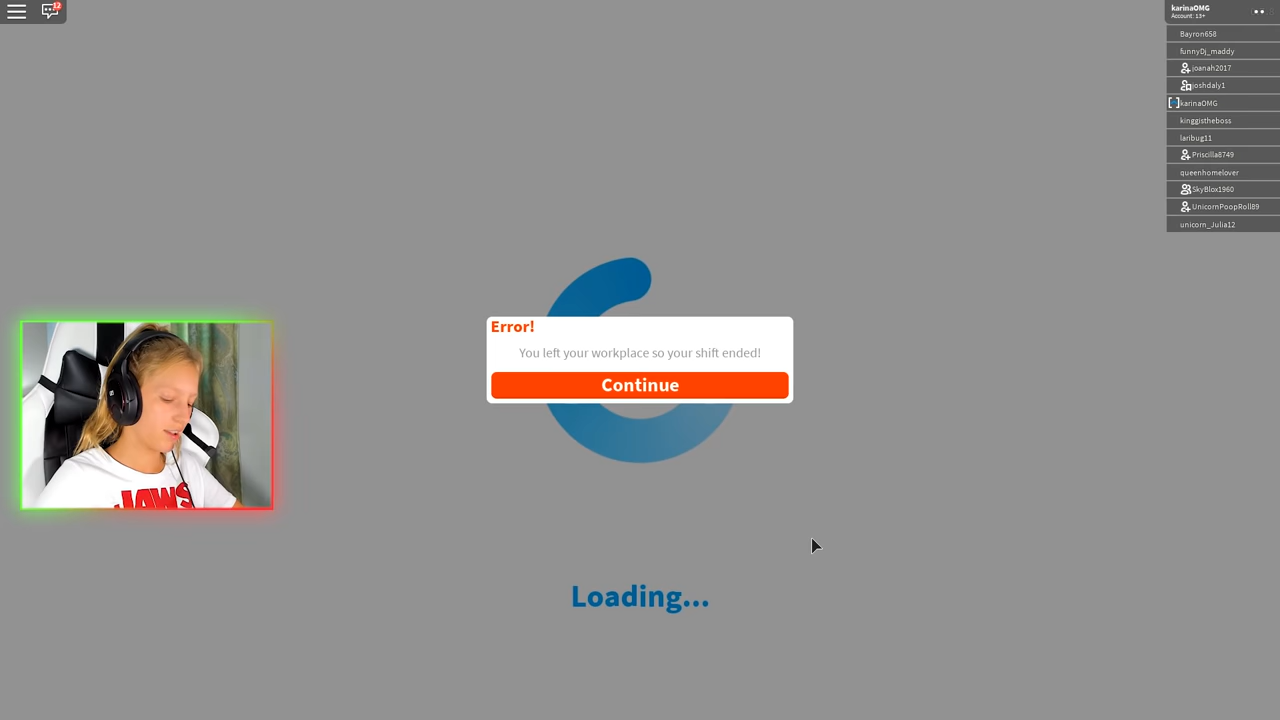 12
karinaOMG
Account: 13+
Bayron658
funnyDj_maddy
joanah2017
joshdaly1
karinaOMG
kinggistheboss
laribug11
Priscilla8749
queenhomelover
SkyBlox1960
UnicornPoopRoll89
unicorn_Julia12
Error!
You left your workplace so your shift ended!
Continue
JAWS
Loading...